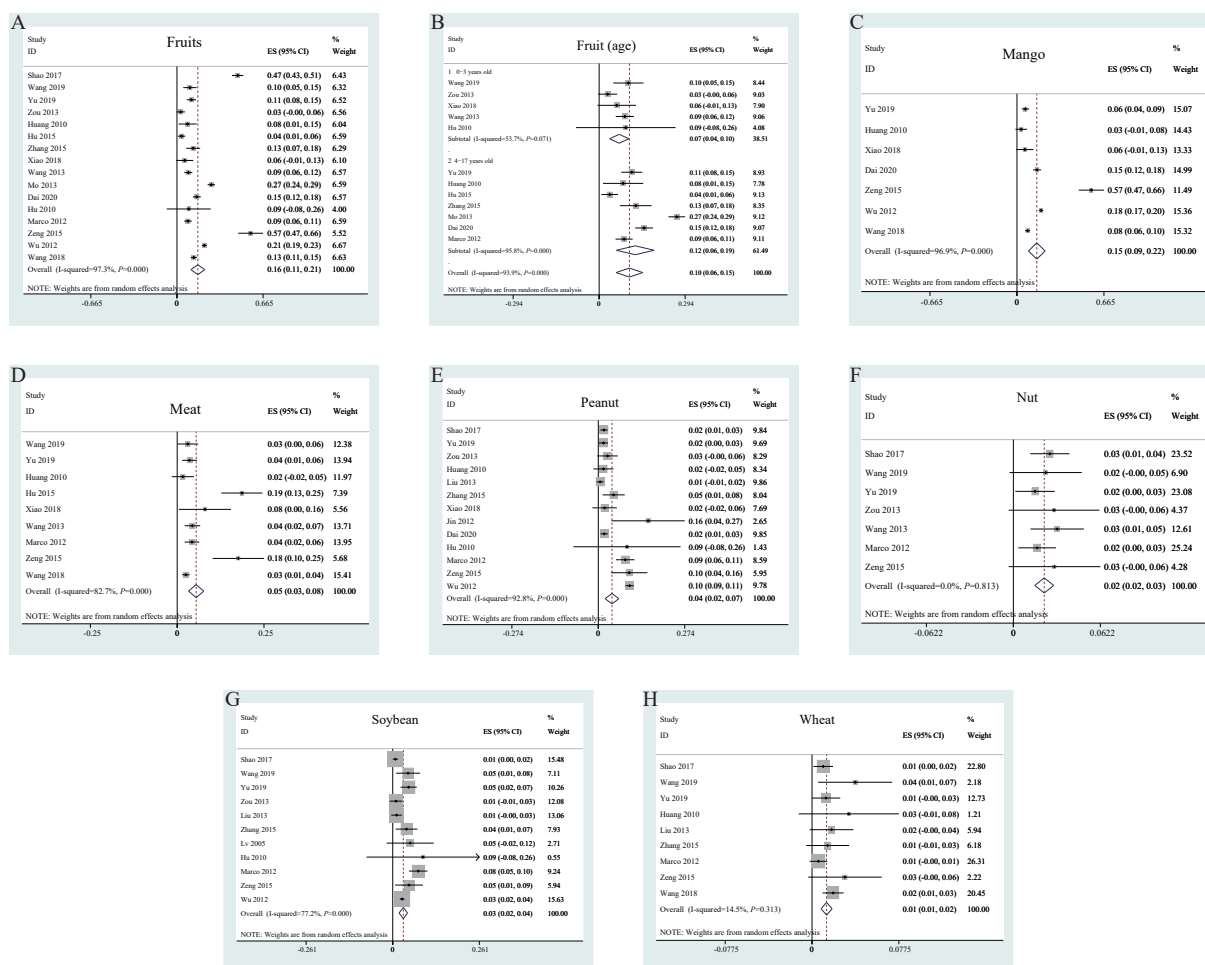 A
Study %
Fruits
ID ES (95% CI) Weight
Shao 2017 0.47 (0.43, 0.51) 6.43
Wang 2019 0.10 (0.05, 0.15) 6.32
Yu 2019 0.11 (0.08, 0.15) 6.52
Zou 2013 0.03 (-0.00, 0.06) 6.56
Huang 2010 0.08 (0.01, 0.15) 6.04
Hu 2015 0.04 (0.01, 0.06) 6.59
Zhang 2015 0.13 (0.07, 0.18) 6.29
Xiao 2018 0.06 (-0.01, 0.13) 6.10
Wang 2013 0.09 (0.06, 0.12) 6.57
Mo 2013 0.27 (0.24, 0.29) 6.59
Dai 2020 0.15 (0.12, 0.18) 6.57
Hu 2010 0.09 (-0.08, 0.26) 4.00
Marco 2012 0.09 (0.06, 0.11) 6.59
Zeng 2015 0.57 (0.47, 0.66) 5.52
Wu 2012 0.21 (0.19, 0.23) 6.67
Wang 2018 0.13 (0.11, 0.15) 6.63
Overall (I-squared=97.3%, P=0.000) 0.16 (0.11, 0.21) 100.00
NOTE: Weights are from random effects analysis
-0.665 0 0.665
B
Study %
Fruit (age)
ID ES (95% CI) Weight
1 0-3 years old
Wang 2019 0.10 (0.05, 0.15) 8.44
Zou 2013 0.03 (-0.00, 0.06) 9.03
Xiao 2018 0.06 (-0.01, 0.13) 7.90
Wang 2013 0.09 (0.06, 0.12) 9.06
Hu 2010 0.09 (-0.08, 0.26) 4.08
Subtotal (I-squared=53.7%, P=0.071) 0.07 (0.04, 0.10) 38.51
.
2 4-17 years old
Yu 2019 0.11 (0.08, 0.15) 8.93
Huang 2010 0.08 (0.01, 0.15) 7.78
Hu 2015 0.04 (0.01, 0.06) 9.13
Zhang 2015 0.13 (0.07, 0.18) 8.35
Mo 2013 0.27 (0.24, 0.29) 9.12
Dai 2020 0.15 (0.12, 0.18) 9.07
Marco 2012 0.09 (0.06, 0.11) 9.11
Subtotal (I-squared=95.8%, P=0.000) 0.12 (0.06, 0.19) 61.49
.
Overall (I-squared=93.9%, P=0.000) 0.10 (0.06, 0.15) 100.00
NOTE: Weights are from random effects analysis
-0.294 0 0.294
C
Study %
Mango
ID ES (95% CI) Weight
Yu 2019 0.06 (0.04, 0.09) 15.07
Huang 2010 0.03 (-0.01, 0.08) 14.43
Xiao 2018 0.06 (-0.01, 0.13) 13.33
Dai 2020 0.15 (0.12, 0.18) 14.99
Zeng 2015 0.57 (0.47, 0.66) 11.49
Wu 2012 0.18 (0.17, 0.20) 15.36
Wang 2018 0.08 (0.06, 0.10) 15.32
Overall (I-squared=96.9%, P=0.000) 0.15 (0.09, 0.22) 100.00
NOTE: Weights are from random effects analysis
-0.665 0 0.665
D
Study %
Meat
ID ES (95% CI) Weight
Wang 2019 0.03 (0.00, 0.06) 12.38
Yu 2019 0.04 (0.01, 0.06) 13.94
Huang 2010 0.02 (-0.02, 0.05) 11.97
Hu 2015 0.19 (0.13, 0.25) 7.39
Xiao 2018 0.08 (0.00, 0.16) 5.56
Wang 2013 0.04 (0.02, 0.07) 13.71
Marco 2012 0.04 (0.02, 0.06) 13.95
Zeng 2015 0.18 (0.10, 0.25) 5.68
Wang 2018 0.03 (0.01, 0.04) 15.41
Overall (I-squared=82.7%, P=0.000) 0.05 (0.03, 0.08) 100.00
NOTE: Weights are from random effects analysis
-0.25 0 0.25
E
Study %
Peanut
ID ES (95% CI) Weight
Shao 2017 0.02 (0.01, 0.03) 9.84
Yu 2019 0.02 (0.00, 0.03) 9.69
Zou 2013 0.03 (-0.00, 0.06) 8.29
Huang 2010 0.02 (-0.02, 0.05) 8.34
Liu 2013 0.01 (-0.01, 0.02) 9.86
Zhang 2015 0.05 (0.01, 0.08) 8.04
Xiao 2018 0.02 (-0.02, 0.06) 7.69
Jin 2012 0.16 (0.04, 0.27) 2.65
Dai 2020 0.02 (0.01, 0.03) 9.85
Hu 2010 0.09 (-0.08, 0.26) 1.43
Marco 2012 0.09 (0.06, 0.11) 8.59
Zeng 2015 0.10 (0.04, 0.16) 5.95
Wu 2012 0.10 (0.09, 0.11) 9.78
Overall (I-squared=92.8%, P=0.000) 0.04 (0.02, 0.07) 100.00
NOTE: Weights are from random effects analysis
-0.274 0 0.274
F
Study %
Nut
ID ES (95% CI) Weight
Shao 2017 0.03 (0.01, 0.04) 23.52
Wang 2019 0.02 (-0.00, 0.05) 6.90
Yu 2019 0.02 (0.00, 0.03) 23.08
Zou 2013 0.03 (-0.00, 0.06) 4.37
Wang 2013 0.03 (0.01, 0.05) 12.61
Marco 2012 0.02 (0.00, 0.03) 25.24
Zeng 2015 0.03 (-0.00, 0.06) 4.28
Overall (I-squared=0.0%, P=0.813) 0.02 (0.02, 0.03) 100.00
NOTE: Weights are from random effects analysis
-0.0622 0 0.0622
G
Study %
Soybean
ID ES (95% CI) Weight
Shao 2017 0.01 (0.00, 0.02) 15.48
Wang 2019 0.05 (0.01, 0.08) 7.11
Yu 2019 0.05 (0.02, 0.07) 10.26
Zou 2013 0.01 (-0.01, 0.03) 12.08
Liu 2013 0.01 (-0.00, 0.03) 13.06
Zhang 2015 0.04 (0.01, 0.07) 7.93
Lv 2005 0.05 (-0.02, 0.12) 2.71
Hu 2010 0.09 (-0.08, 0.26) 0.55
Marco 2012 0.08 (0.05, 0.10) 9.24
Zeng 2015 0.05 (0.01, 0.09) 5.94
Wu 2012 0.03 (0.02, 0.04) 15.63
Overall (I-squared=77.2%, P=0.000) 0.03 (0.02, 0.04) 100.00
NOTE: Weights are from random effects analysis
-0.261 0 0.261
H
Study %
Wheat
ID ES (95% CI) Weight
Shao 2017 0.01 (0.00, 0.02) 22.80
Wang 2019 0.04 (0.01, 0.07) 2.18
Yu 2019 0.01 (-0.00, 0.03) 12.73
Huang 2010 0.03 (-0.01, 0.08) 1.21
Liu 2013 0.02 (-0.00, 0.04) 5.94
Zhang 2015 0.01 (-0.01, 0.03) 6.18
Marco 2012 0.01 (-0.00, 0.01) 26.31
Zeng 2015 0.03 (-0.00, 0.06) 2.22
Wang 2018 0.02 (0.01, 0.03) 20.45
Overall (I-squared=14.5%, P=0.313) 0.01 (0.01, 0.02) 100.00
NOTE: Weights are from random effects analysis
-0.0775 0 0.0775